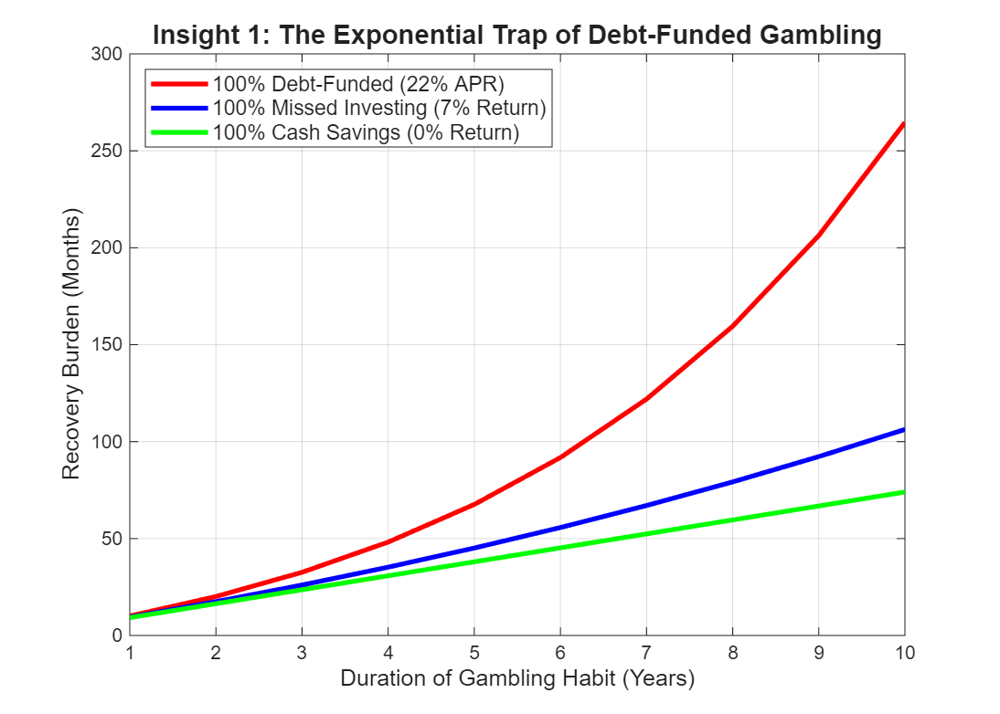 Insight 1: The Exponential Trap of Debt-Funded Gambling
300
250
200
150
100
50
0
Recovery Burden (Months)
100% Debt-Funded (22% APR)
100% Missed Investing (7% Return)
100% Cash Savings (0% Return)
1 2 3 4 5 6 7 8 9 10
Duration of Gambling Habit (Years)